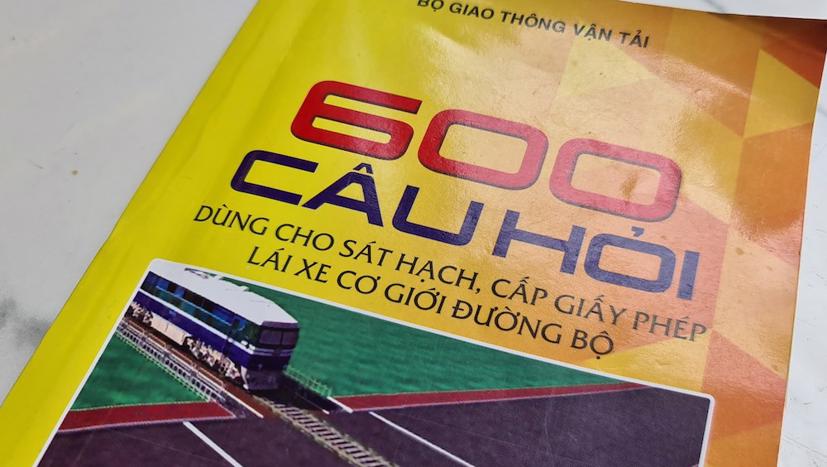 BỘ GIAO THÔNG VẬN TẢI
600
CÂU HỎI
DÙNG CHO SÁT HẠCH, CẤP GIẤY PHÉP
LÁI XE CƠ GIỚI ĐƯỜNG BỘ